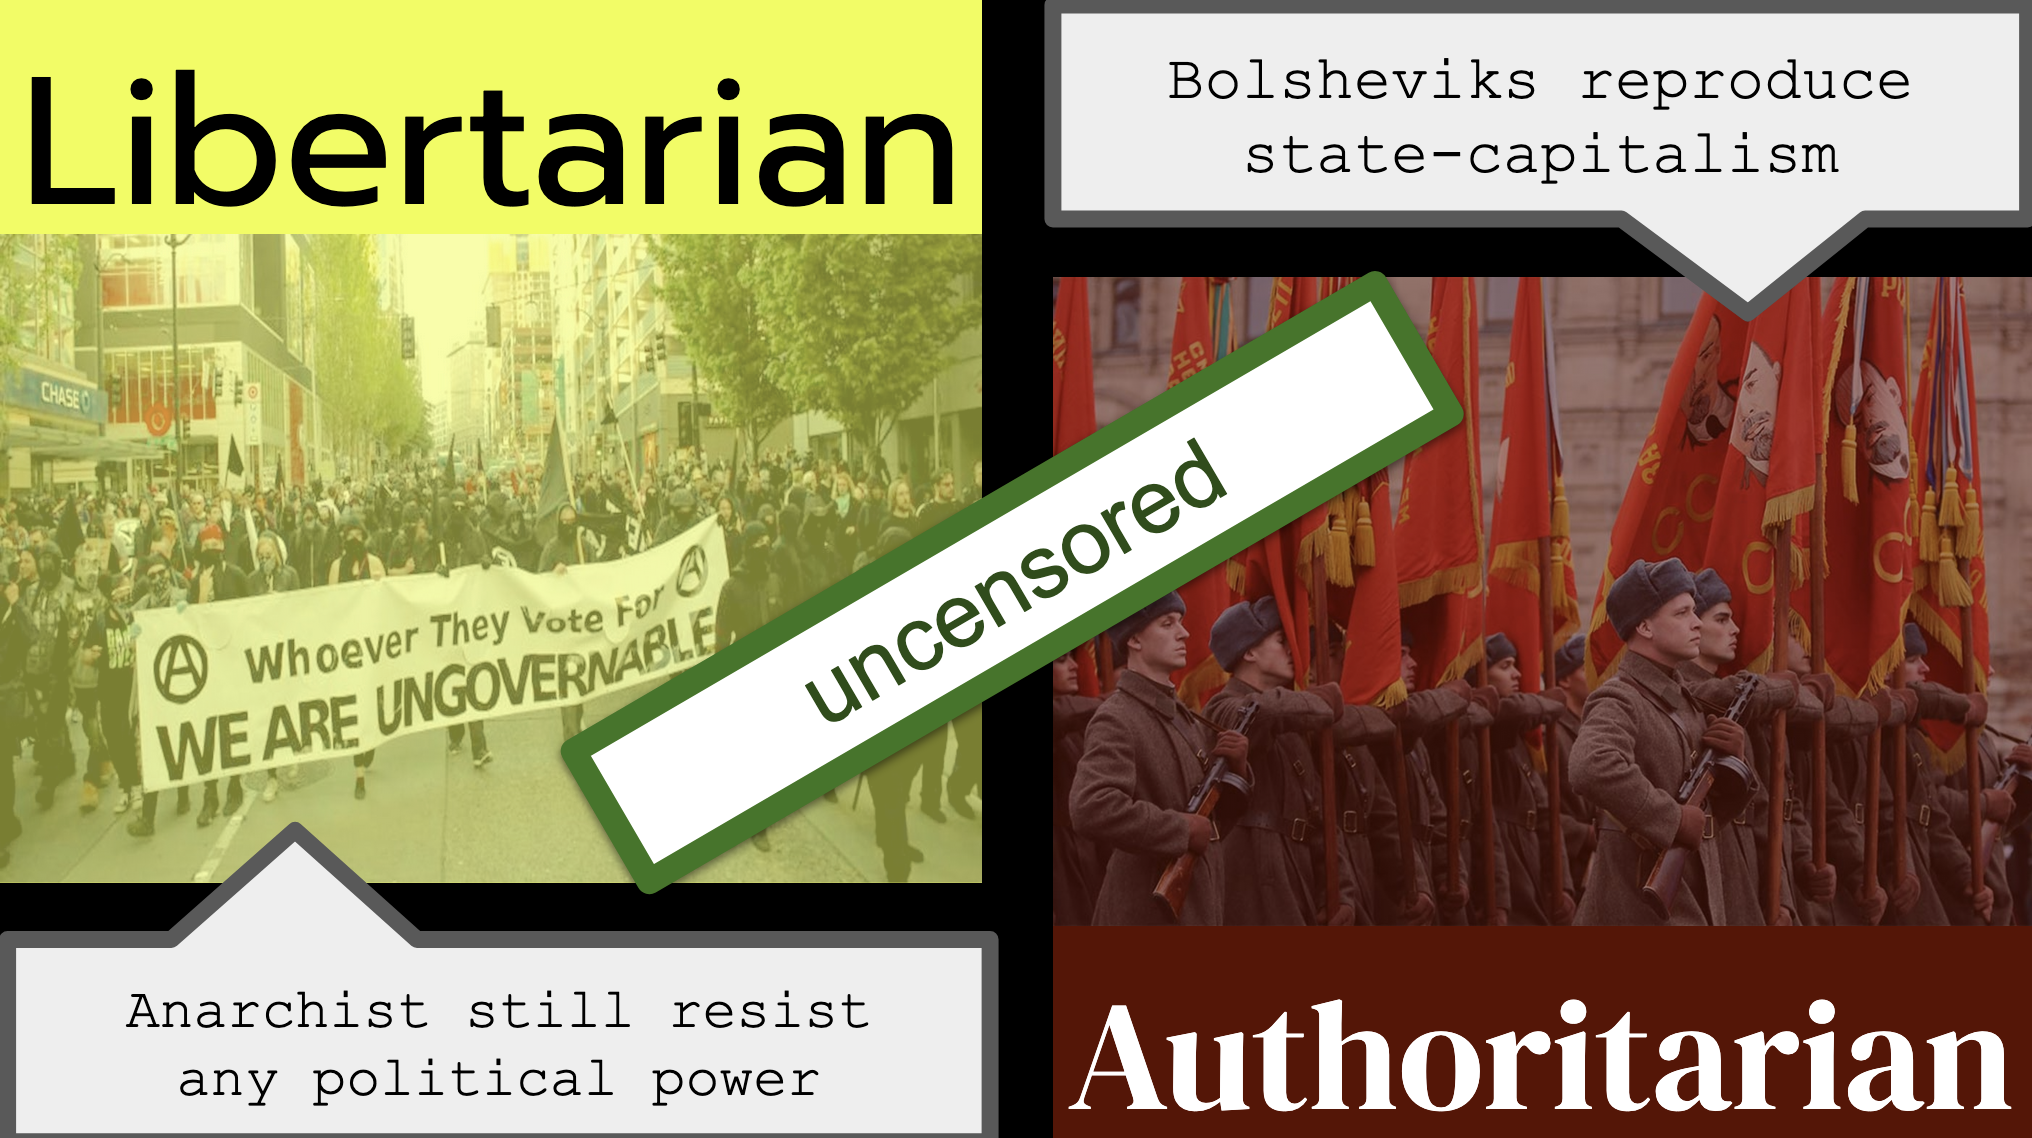 Libertarian
Bolsheviks reproduce
state-capitalism
CHASE
Whoever They Vote For
WE ARE UNGOVERNABLE
uncensored
Anarchist still resist
any political power
Authoritarian